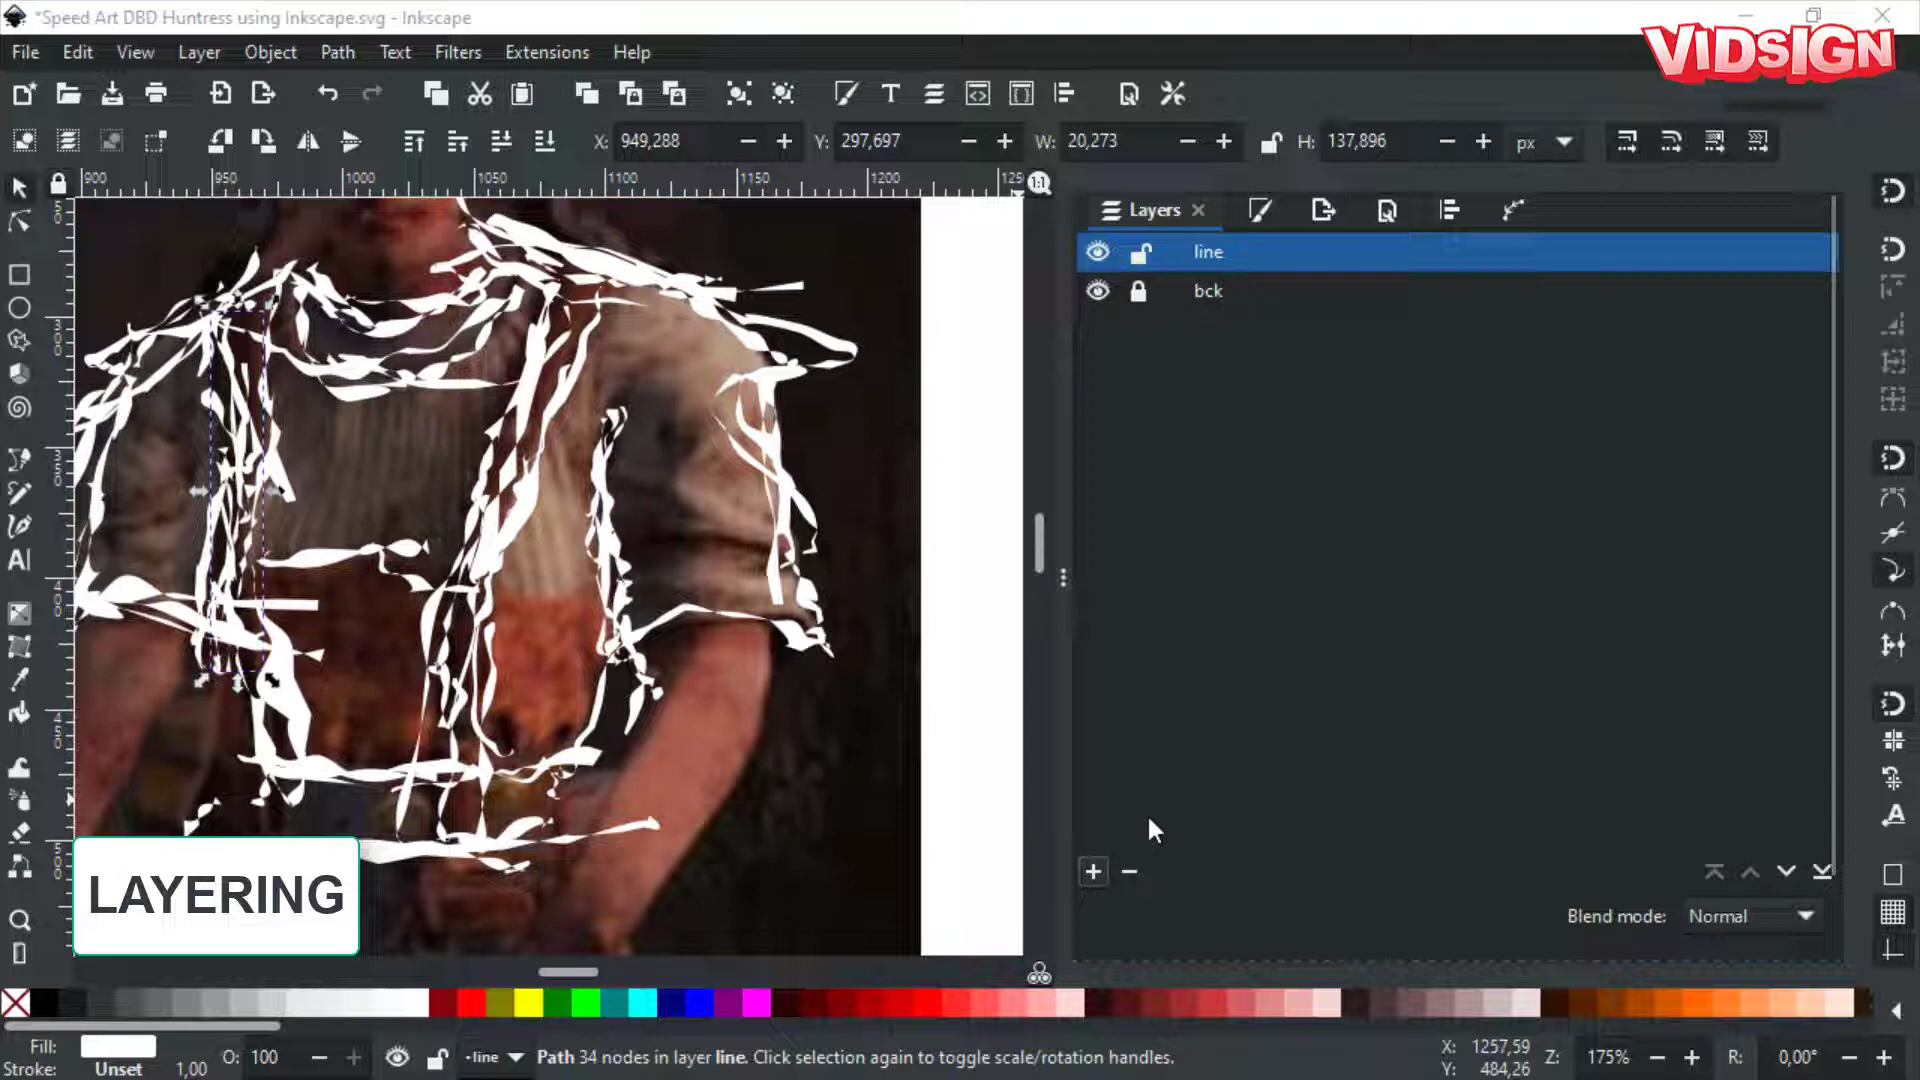 *Speed Art DBD Huntress using Inkscape.svg - Inkscape
File Edit View Layer Object Path Text Filters Extensions Help
VIDSIGN
X: 949,288 Y: 297,697 W: 20,273 H: 137,896 px
900 950 1000 1050 1100 1150 1200 125
1:1
Layers
line
bck
LAYERING
Blend mode: Normal
Fill:
Stroke: Unset 1,00
O: 100
•line
Path 34 nodes in layer line. Click selection again to toggle scale/rotation handles.
X: 1257,59
Y: 484,26
Z: 175%
R: 0,00°